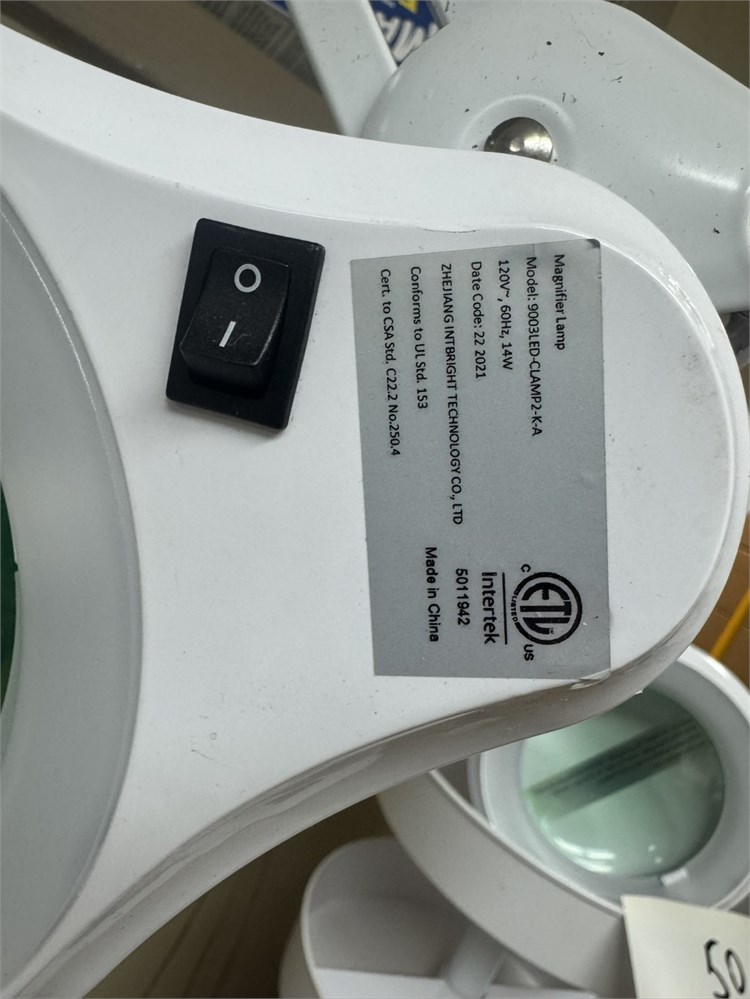 Magnifier Lamp
Model: 9003LED-CLAMP2-K-A
120V~, 60Hz, 14W
Date Code: 22 2021
ZHEJIANG INTBRIGHT TECHNOLOGY CO., LTD
Conforms to UL Std. 153
Cert. to CSA Std. C22.2 No.250.4
C ETL US
LISTED
Intertek
5011942
Made in China
O
I
50